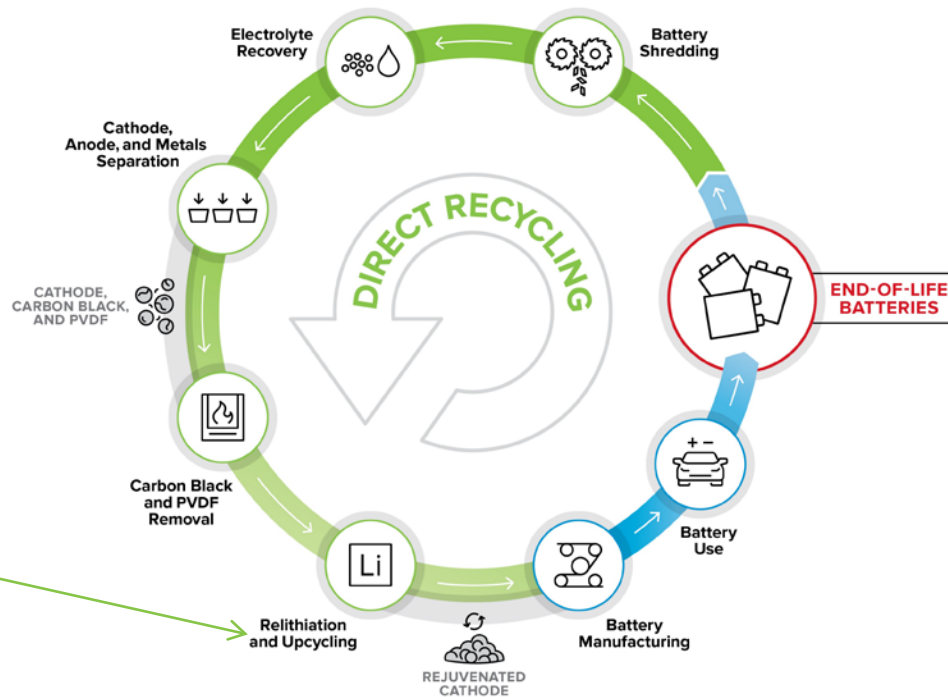 Electrolyte
Recovery
Battery
Shredding
Cathode,
Anode, and Metals
Separation
DIRECT RECYCLING
CATHODE,
CARBON BLACK,
AND PVDF
END-OF-LIFE
BATTERIES
Carbon Black
and PVDF
Removal
+ −
Battery
Use
Li
Relithiation
and Upcycling
Battery
Manufacturing
REJUVENATED
CATHODE